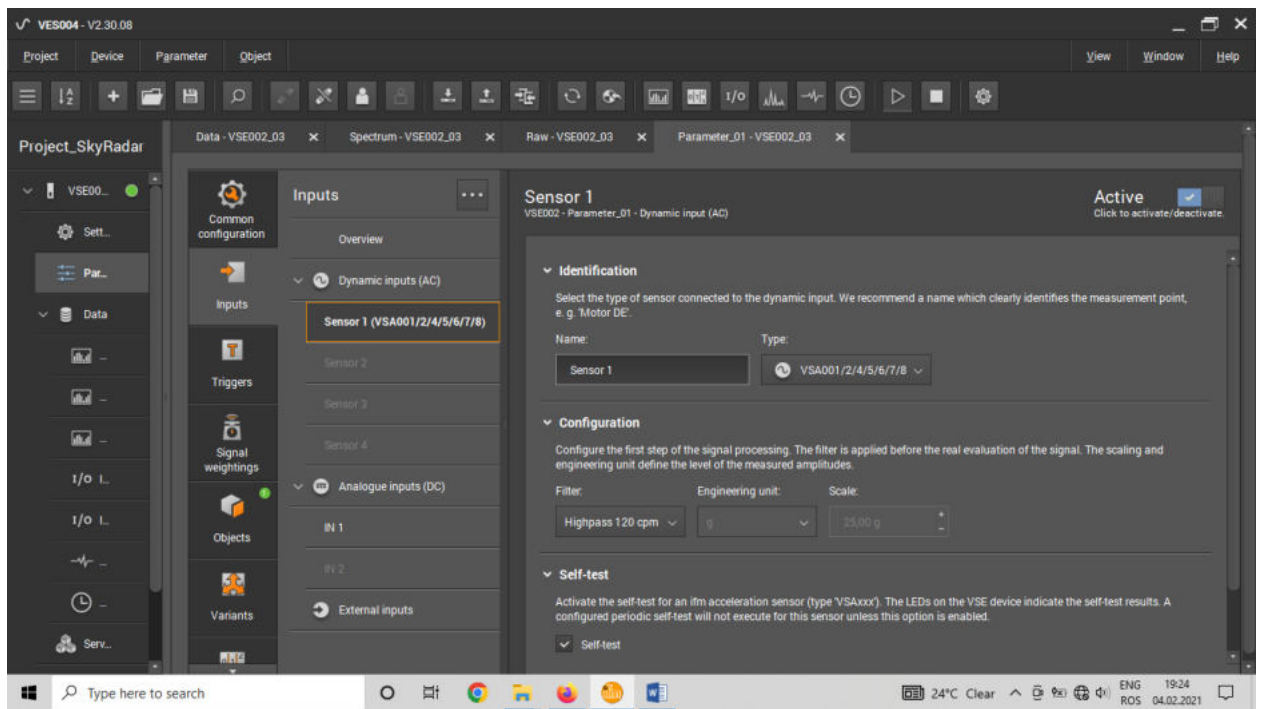 VES004 - V2.30.08
Project Device Parameter Object View Window Help
I/O
Project_SkyRadar
Data - VSE002_03
Spectrum - VSE002_03
Raw - VSE002_03
Parameter_01 - VSE002_03
VSE00...
Sett...
Par...
Data
I/O I...
I/O I...
Serv...
Common
configuration
Inputs
Triggers
Signal
weightings
Objects
Variants
Inputs
Overview
Dynamic inputs (AC)
Sensor 1 (VSA001/2/4/5/6/7/8)
Sensor 2
Sensor 3
Sensor 4
Analogue inputs (DC)
IN 1
IN 2
External inputs
Sensor 1
VSE002 - Parameter_01 - Dynamic input (AC)
Active
Click to activate/deactivate.
Identification
Select the type of sensor connected to the dynamic input. We recommend a name which clearly identifies the measurement point,
e. g. 'Motor DE'.
Name: Type:
Sensor 1 VSA001/2/4/5/6/7/8
Configuration
Configure the first step of the signal processing. The filter is applied before the real evaluation of the signal. The scaling and
engineering unit define the level of the measured amplitudes.
Filter: Engineering unit: Scale:
Highpass 120 cpm g 25,00 g
Self-test
Activate the self-test for an ifm acceleration sensor (type 'VSAxxx'). The LEDs on the VSE device indicate the self-test results. A
configured periodic self-test will not execute for this sensor unless this option is enabled.
Self-test
Type here to search
24°C Clear
ENG
ROS
19:24
04.02.2021